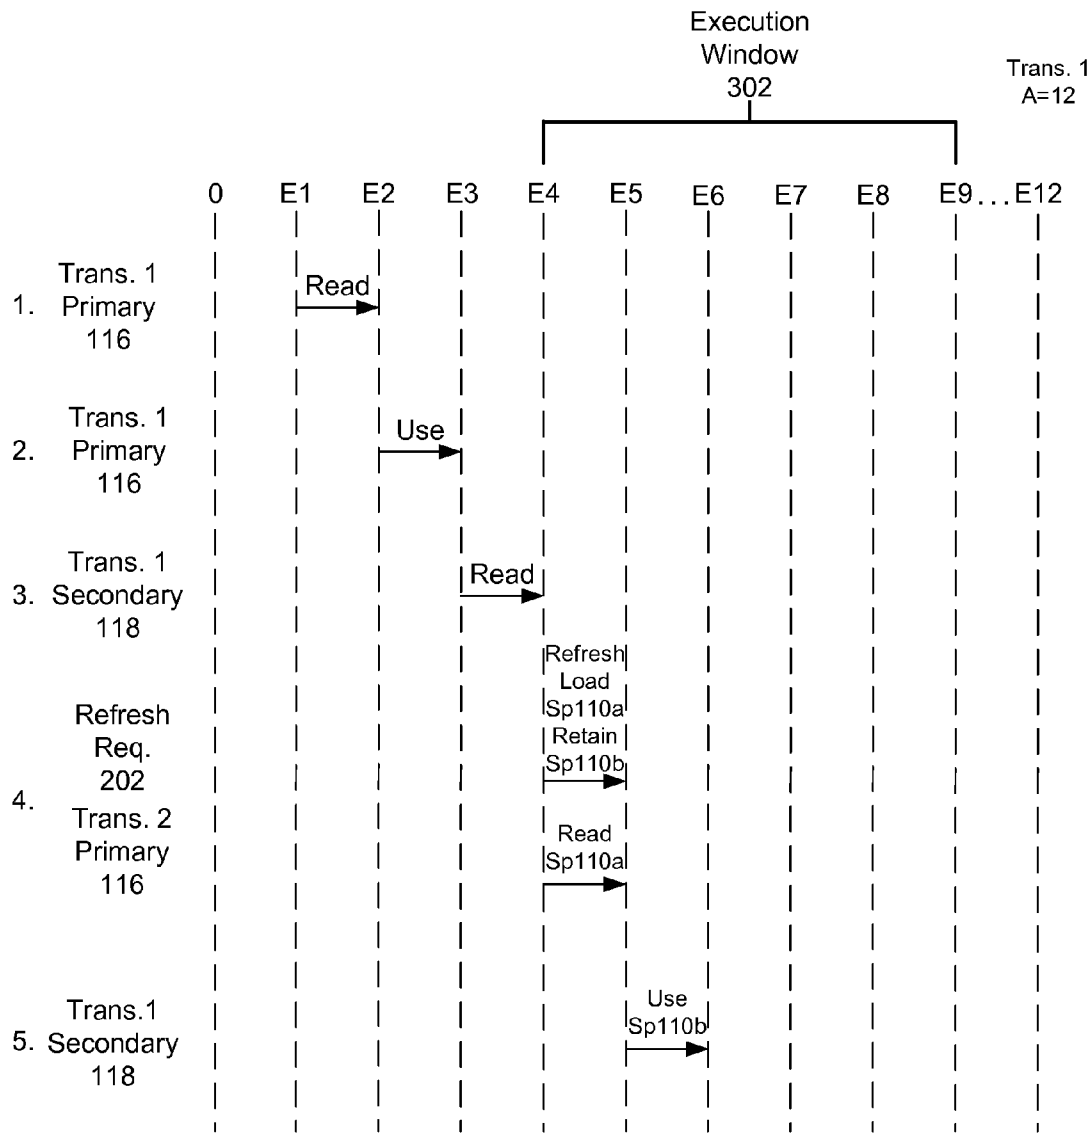 Execution
Window
302
Trans. 1
A=12
0 E1 E2 E3 E4 E5 E6 E7 E8 E9...E12
1. Trans. 1
Primary
116
Read
2. Trans. 1
Primary
116
Use
3. Trans. 1
Secondary
118
Read
4. Refresh
Req.
202
Refresh
Load
Sp110a
Retain
Sp110b
Trans. 2
Primary
116
Read
Sp110a
5. Trans.1
Secondary
118
Use
Sp110b